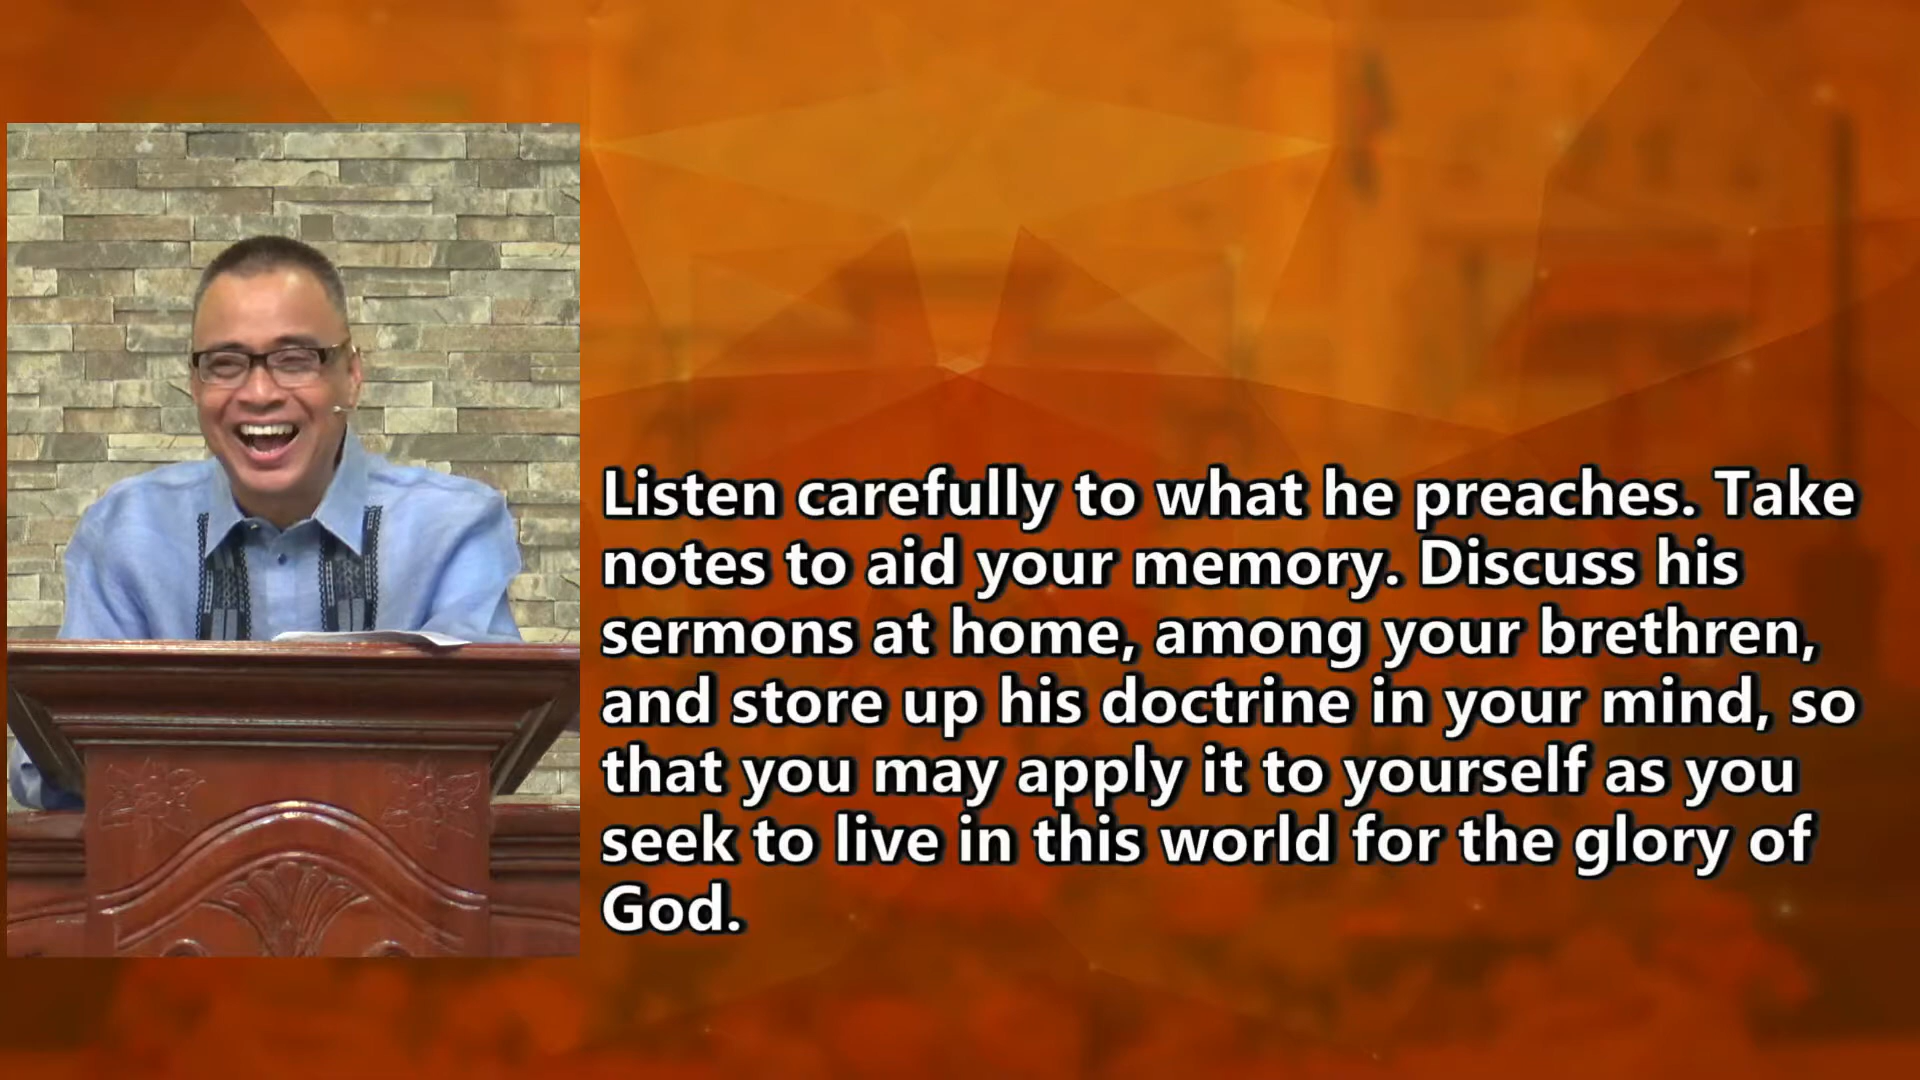 Listen carefully to what he preaches. Take
notes to aid your memory. Discuss his
sermons at home, among your brethren,
and store up his doctrine in your mind, so
that you may apply it to yourself as you
seek to live in this world for the glory of
God.